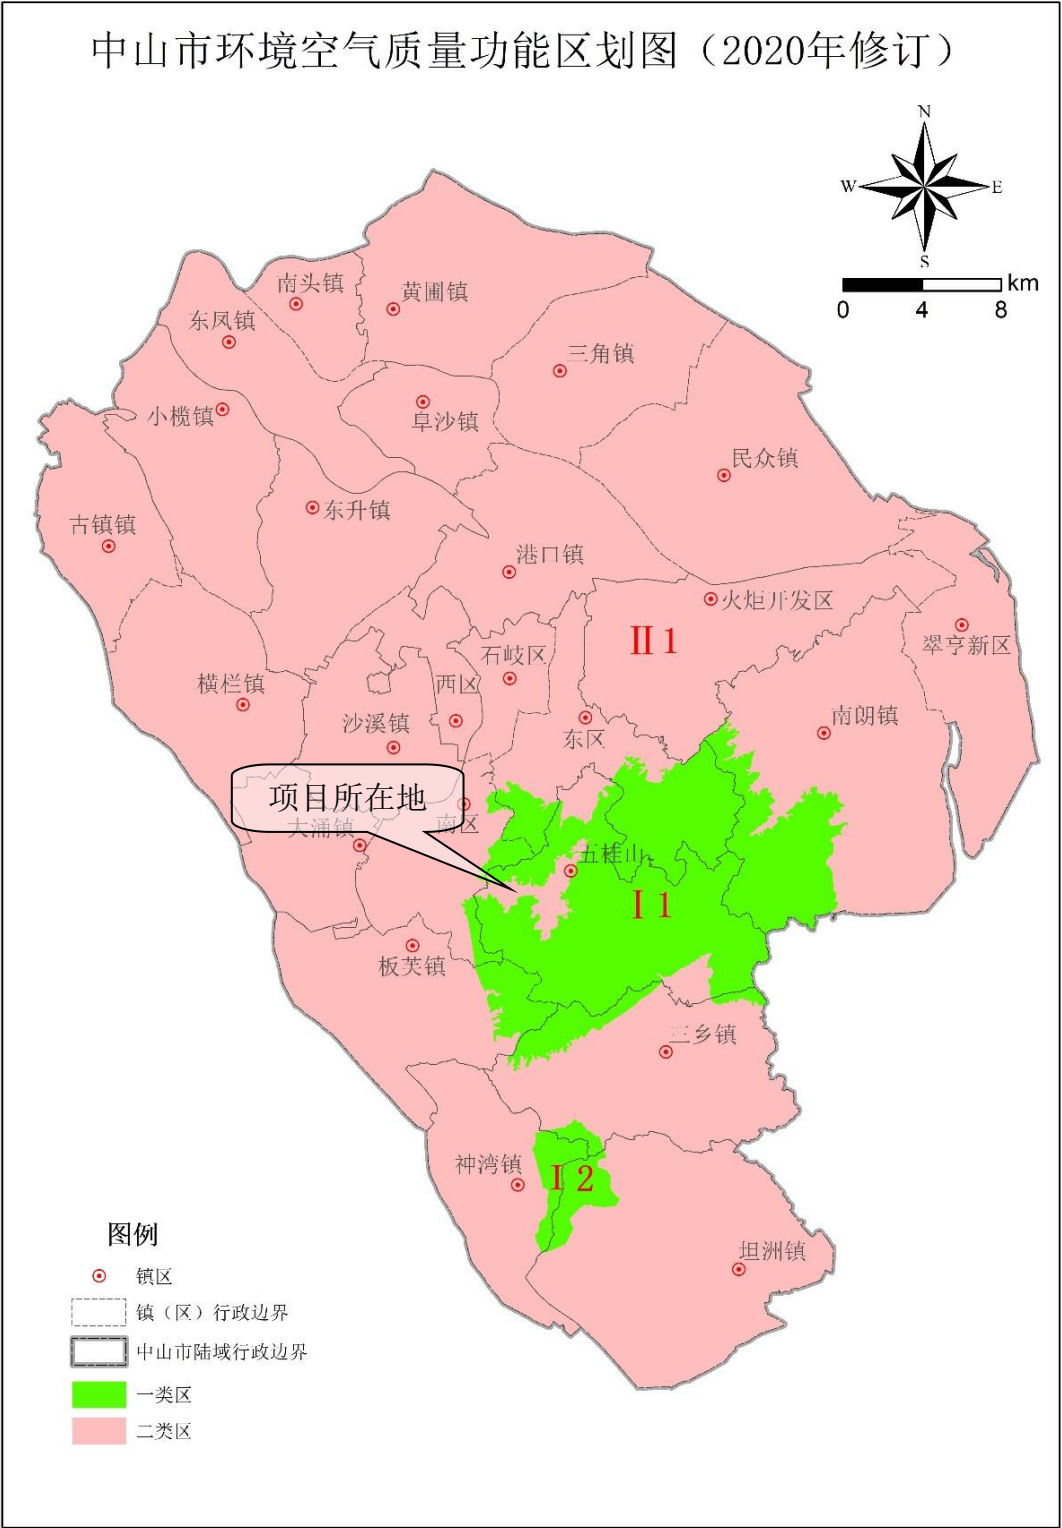 中山市环境空气质量功能区划图（2020年修订）
N
W
E
S
km
0 4 8
南头镇
黄圃镇
东凤镇
三角镇
小榄镇
阜沙镇
民众镇
古镇镇
东升镇
港口镇
火炬开发区
II 1
翠亨新区
石岐区
横栏镇
西区
沙溪镇
南朗镇
东区
项目所在地
大涌镇
南区
五桂山
I 1
板芙镇
三乡镇
神湾镇
I 2
坦洲镇
图例
镇区
镇（区）行政边界
中山市陆域行政边界
一类区
二类区